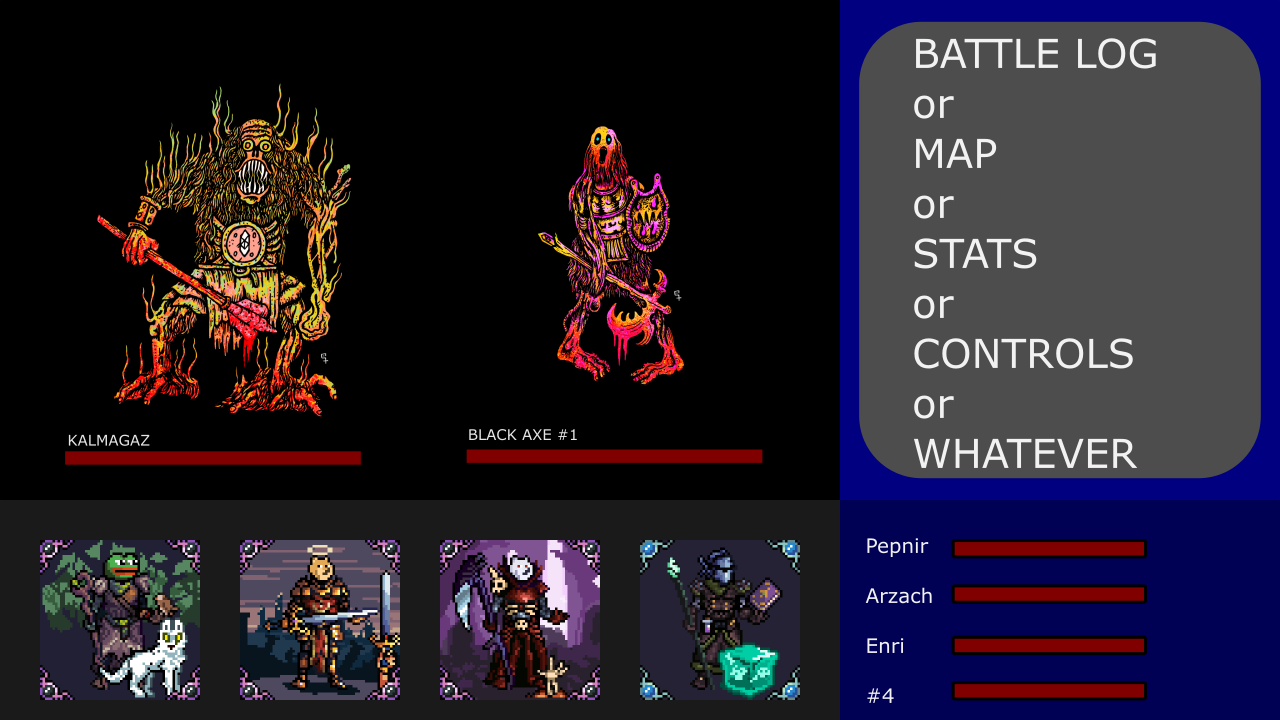 BATTLE LOG
or
MAP
or
STATS
or
CONTROLS
or
WHATEVER
KALMAGAZ
BLACK AXE #1
Pepnir
Arzach
Enri
#4